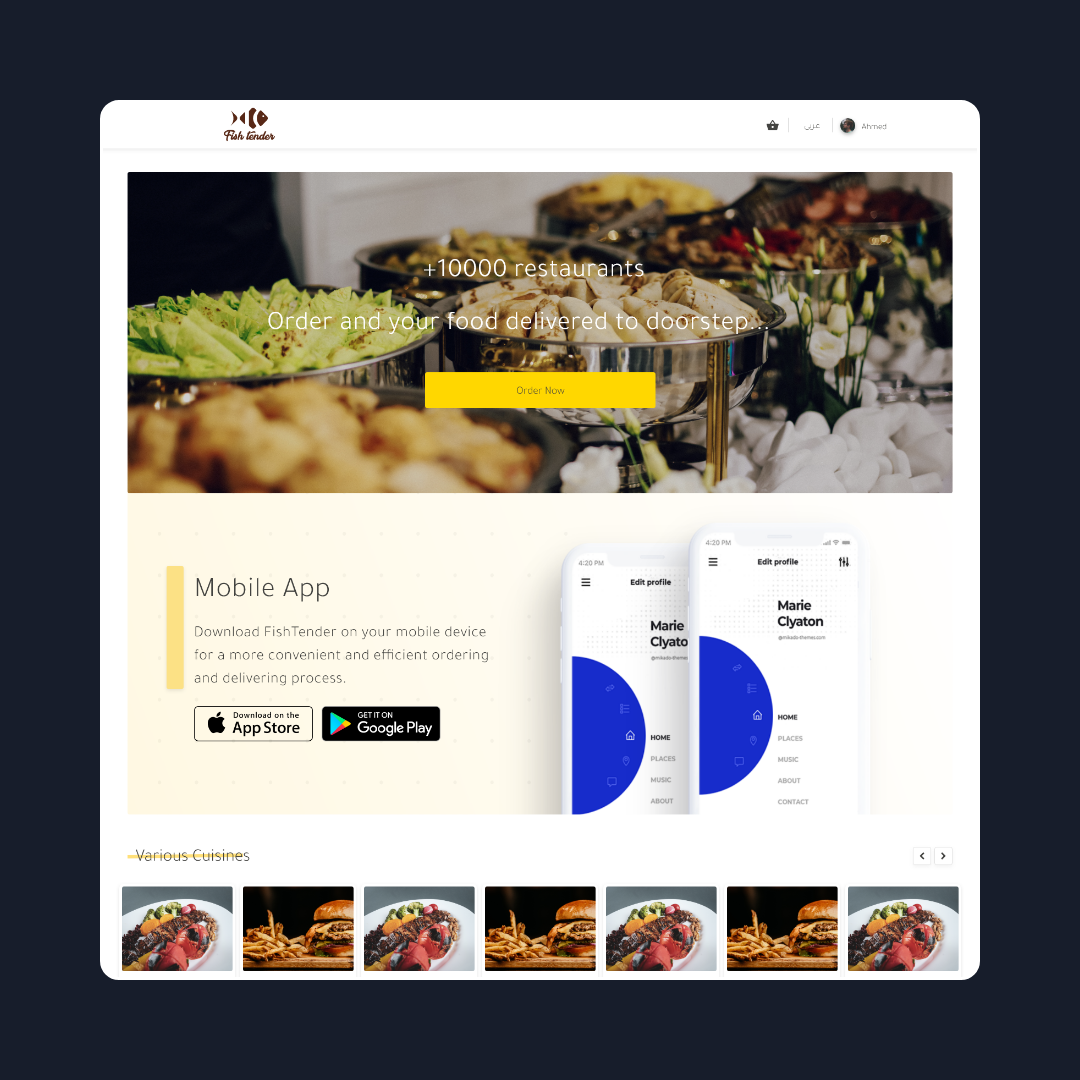 Fish Tender
عربى
Ahmed
+10000 restaurants
Order and your food delivered to doorstep...
Order Now
Mobile App
Download FishTender on your mobile device
for a more convenient and efficient ordering
and delivering process.
Download on the
App Store
GET IT ON
Google Play
4:20 PM
Edit profile
Marie
Clyato
@mikado-themes
HOME
PLACES
MUSIC
ABOUT
4:20 PM
Edit profile
Marie
Clyaton
@mikado-themes.com
HOME
PLACES
MUSIC
ABOUT
CONTACT
Various Cuisines